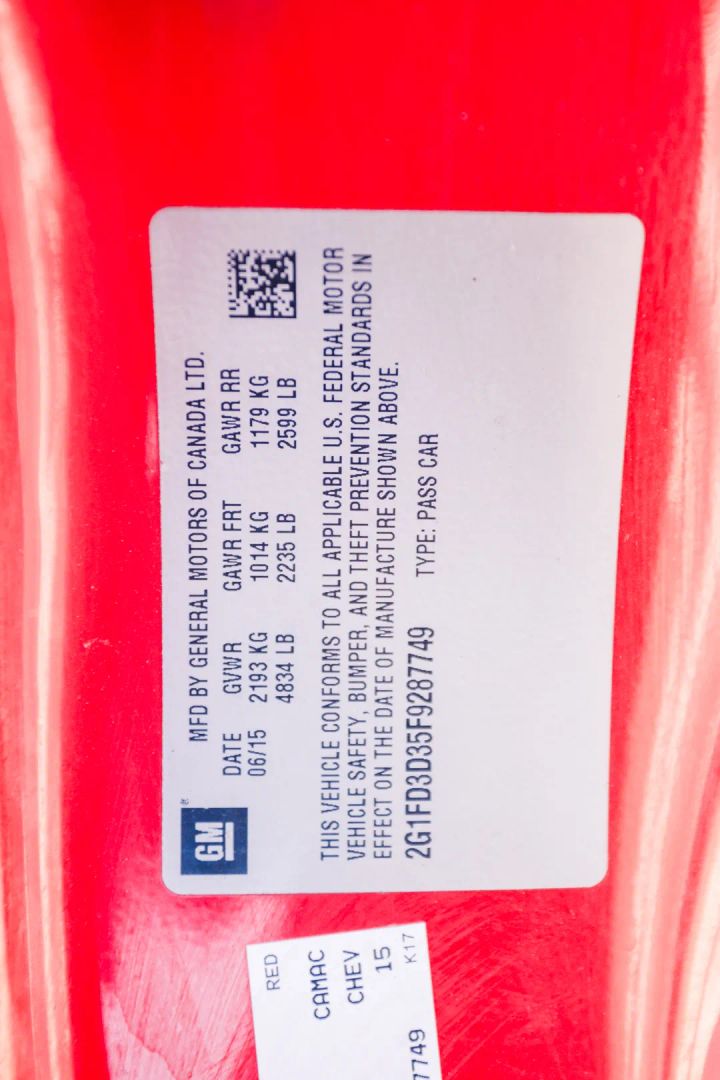 GM
®
MFD BY GENERAL MOTORS OF CANADA LTD.
DATE GVWR GAWR FRT GAWR RR
06/15 2193 KG 1014 KG 1179 KG
4834 LB 2235 LB 2599 LB
THIS VEHICLE CONFORMS TO ALL APPLICABLE U.S. FEDERAL MOTOR
VEHICLE SAFETY, BUMPER, AND THEFT PREVENTION STANDARDS IN
EFFECT ON THE DATE OF MANUFACTURE SHOWN ABOVE.
2G1FD3D35F9287749 TYPE: PASS CAR
RED
CAMAC
CHEV
15
K17
7749